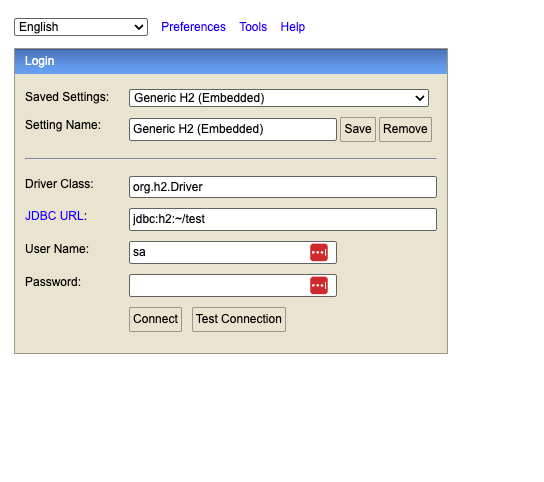 English Preferences Tools Help
Login
Saved Settings: Generic H2 (Embedded)
Setting Name: Generic H2 (Embedded) Save Remove
Driver Class: org.h2.Driver
JDBC URL: jdbc:h2:~/test
User Name: sa
Password:
Connect Test Connection